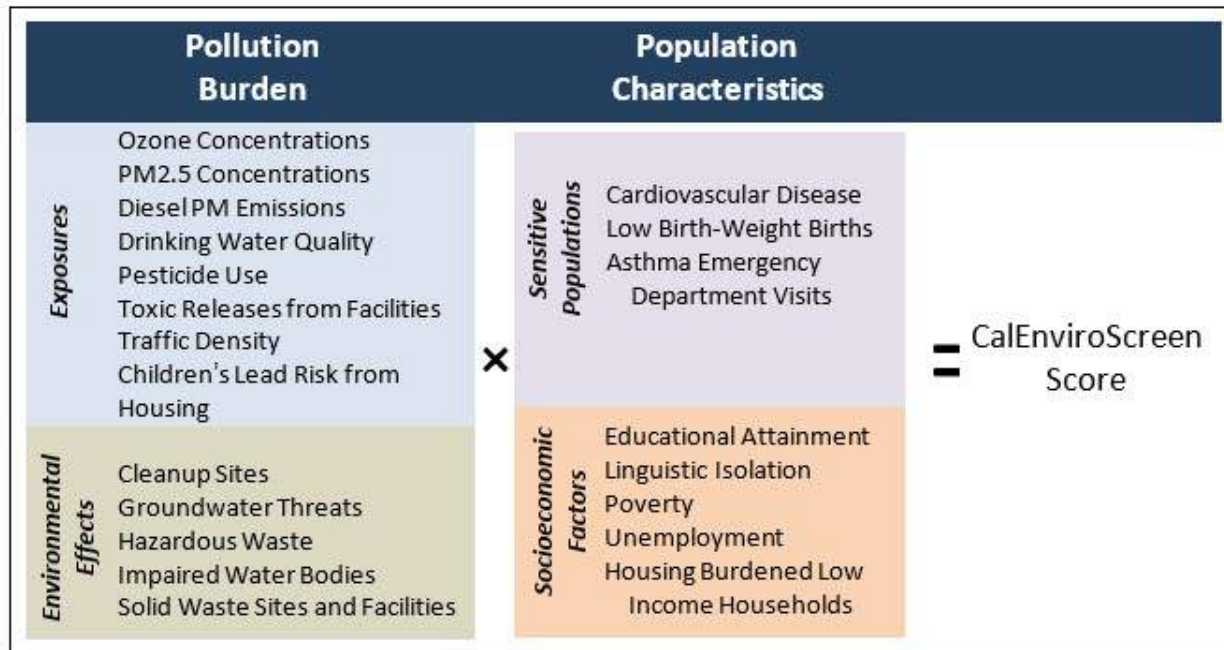 Pollution
Burden
Population
Characteristics
Exposures
Ozone Concentrations
PM2.5 Concentrations
Diesel PM Emissions
Drinking Water Quality
Pesticide Use
Toxic Releases from Facilities
Traffic Density
Children's Lead Risk from
Housing
Environmental
Effects
Cleanup Sites
Groundwater Threats
Hazardous Waste
Impaired Water Bodies
Solid Waste Sites and Facilities
×
Sensitive
Populations
Cardiovascular Disease
Low Birth-Weight Births
Asthma Emergency
Department Visits
Socioeconomic
Factors
Educational Attainment
Linguistic Isolation
Poverty
Unemployment
Housing Burdened Low
Income Households
=
CalEnviroScreen
Score